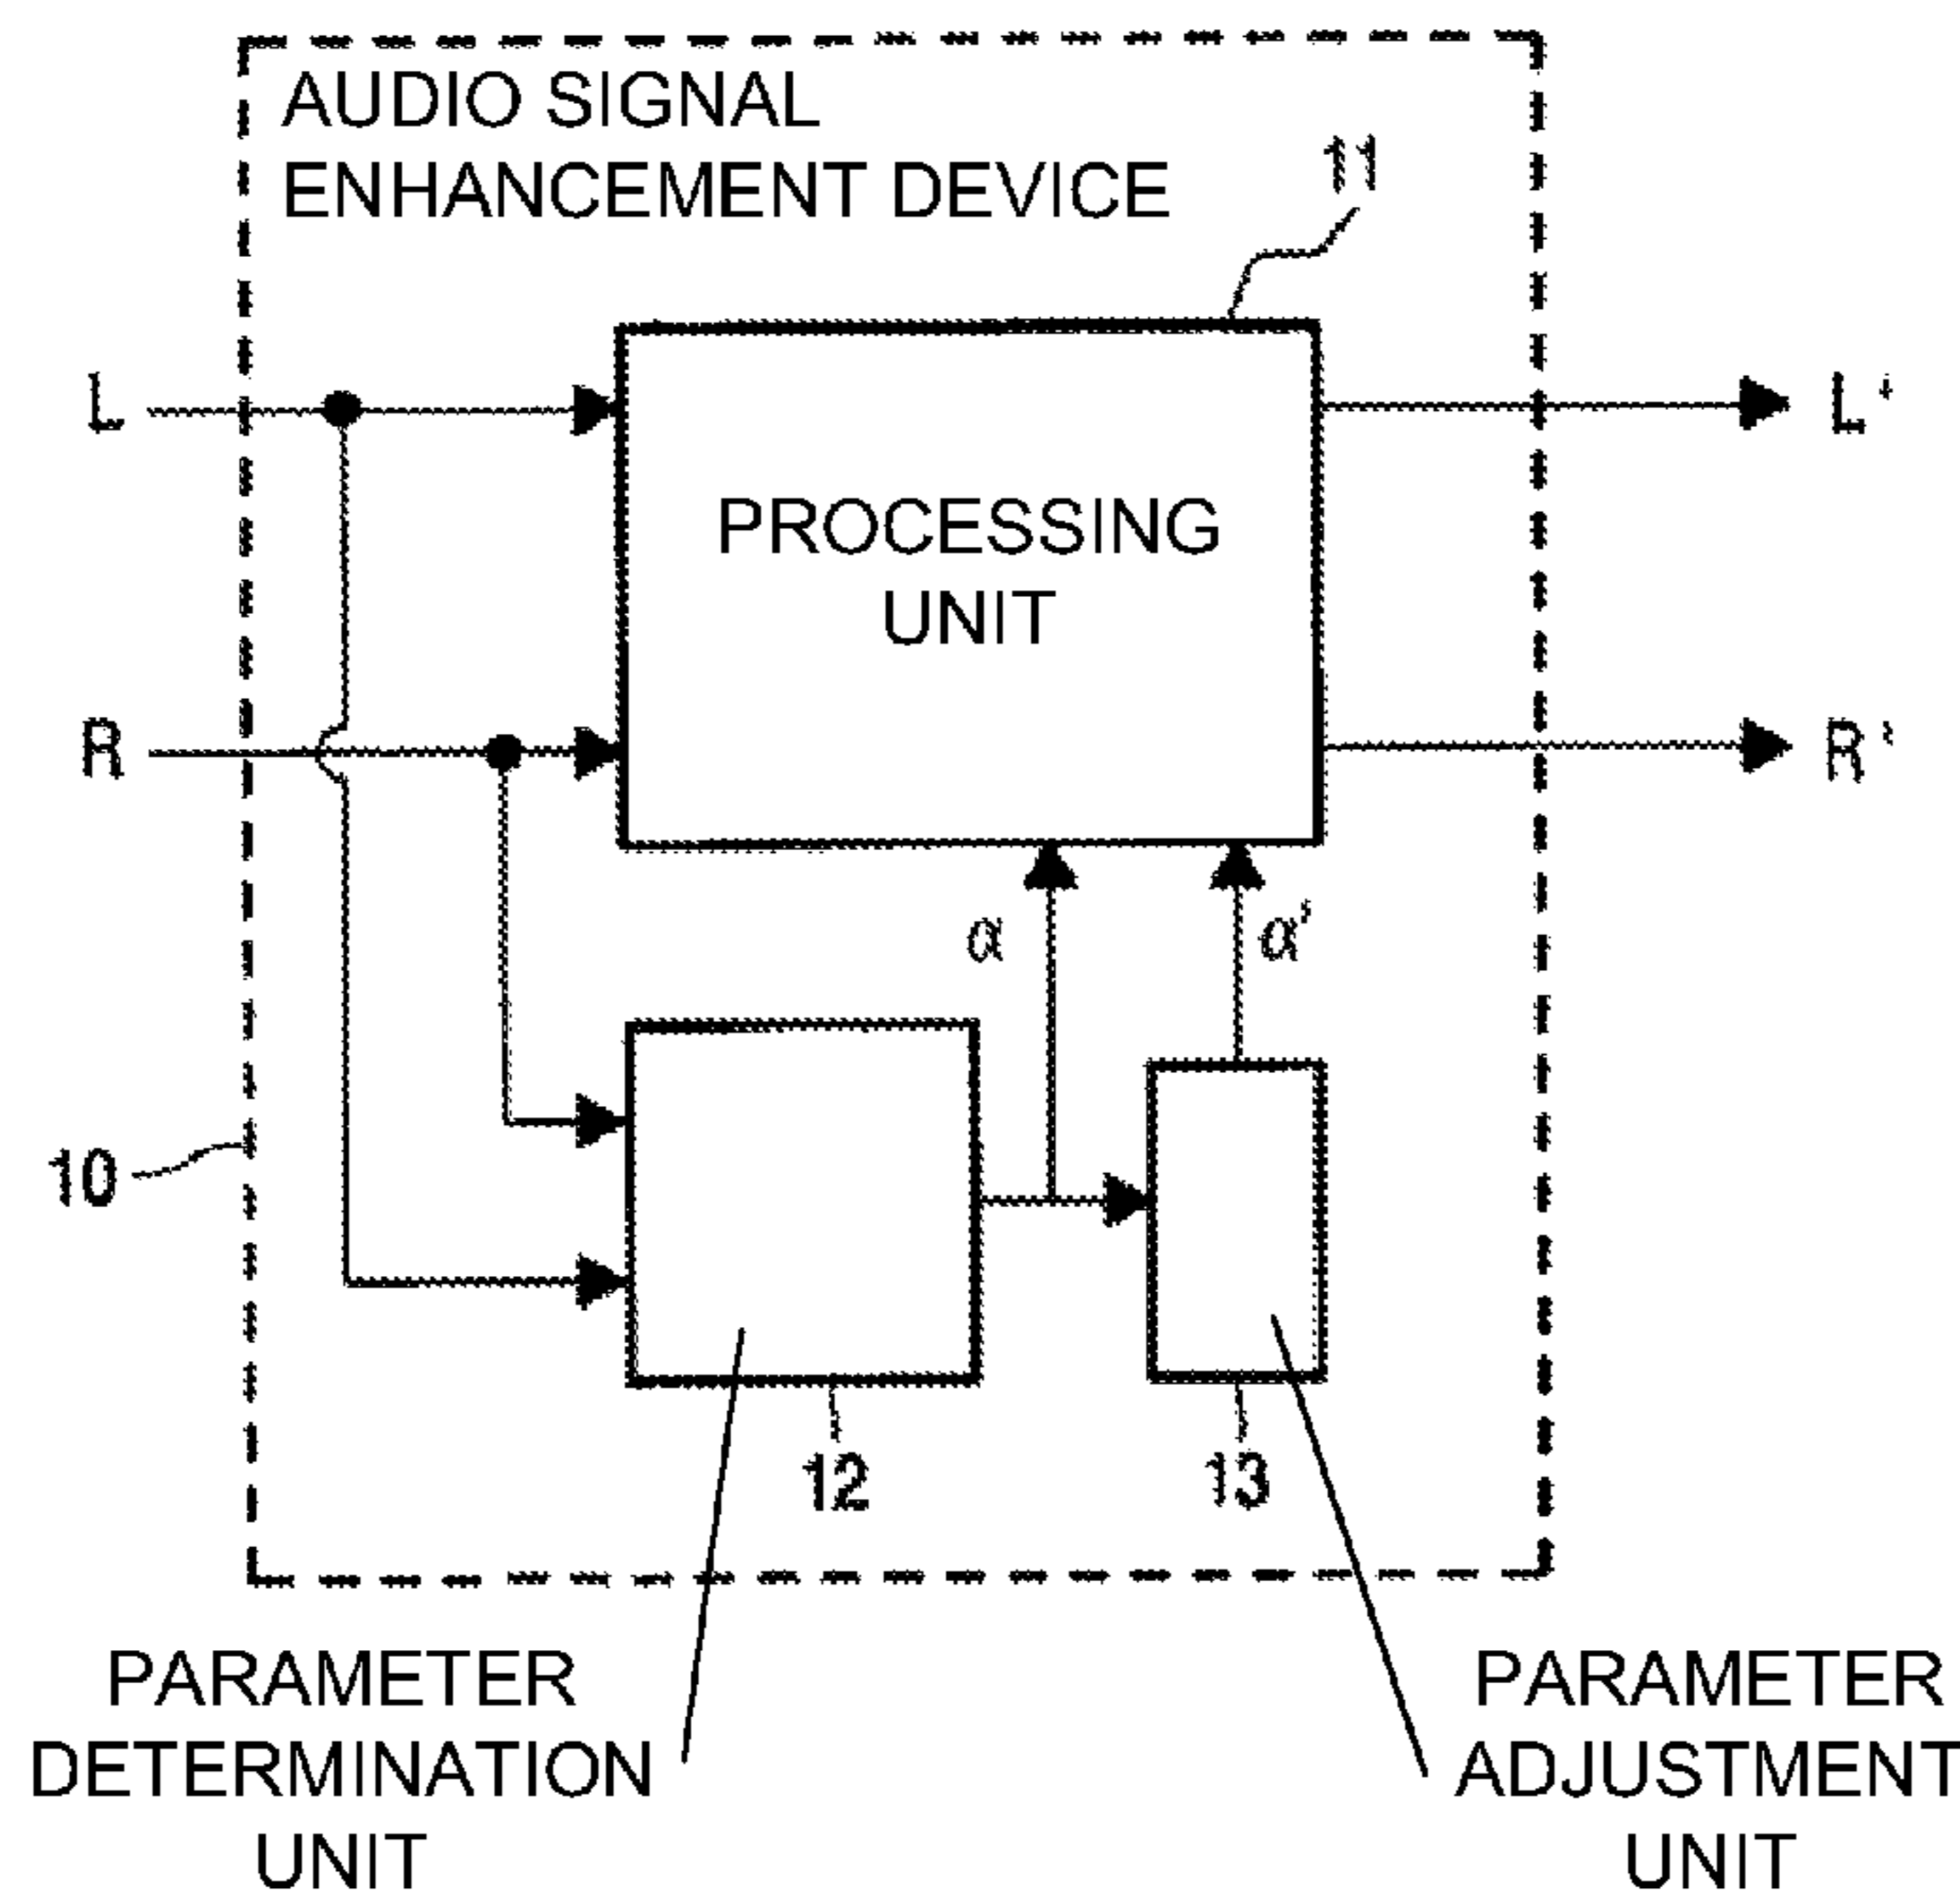 AUDIO SIGNAL
ENHANCEMENT DEVICE
11
L
L'
PROCESSING
UNIT
R
R'
α
α'
10
12
13
PARAMETER
DETERMINATION
UNIT
PARAMETER
ADJUSTMENT
UNIT